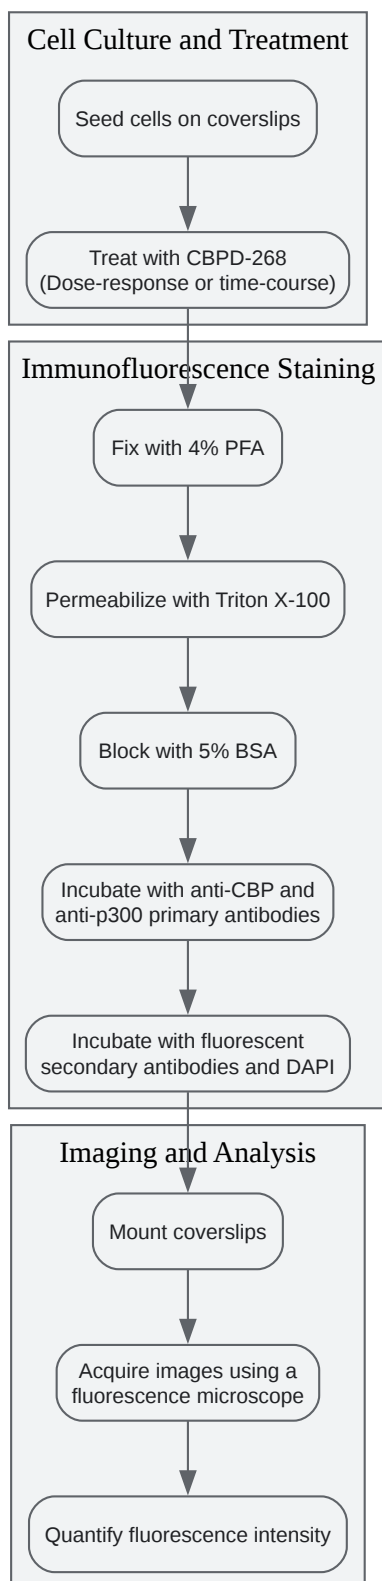 Cell Culture and Treatment
Seed cells on coverslips
Treat with CBPD-268
(Dose-response or time-course)
Immunofluorescence Staining
Fix with 4% PFA
Permeabilize with Triton X-100
Block with 5% BSA
Incubate with anti-CBP and
anti-p300 primary antibodies
Incubate with fluorescent
secondary antibodies and DAPI
Imaging and Analysis
Mount coverslips
Acquire images using a
fluorescence microscope
Quantify fluorescence intensity